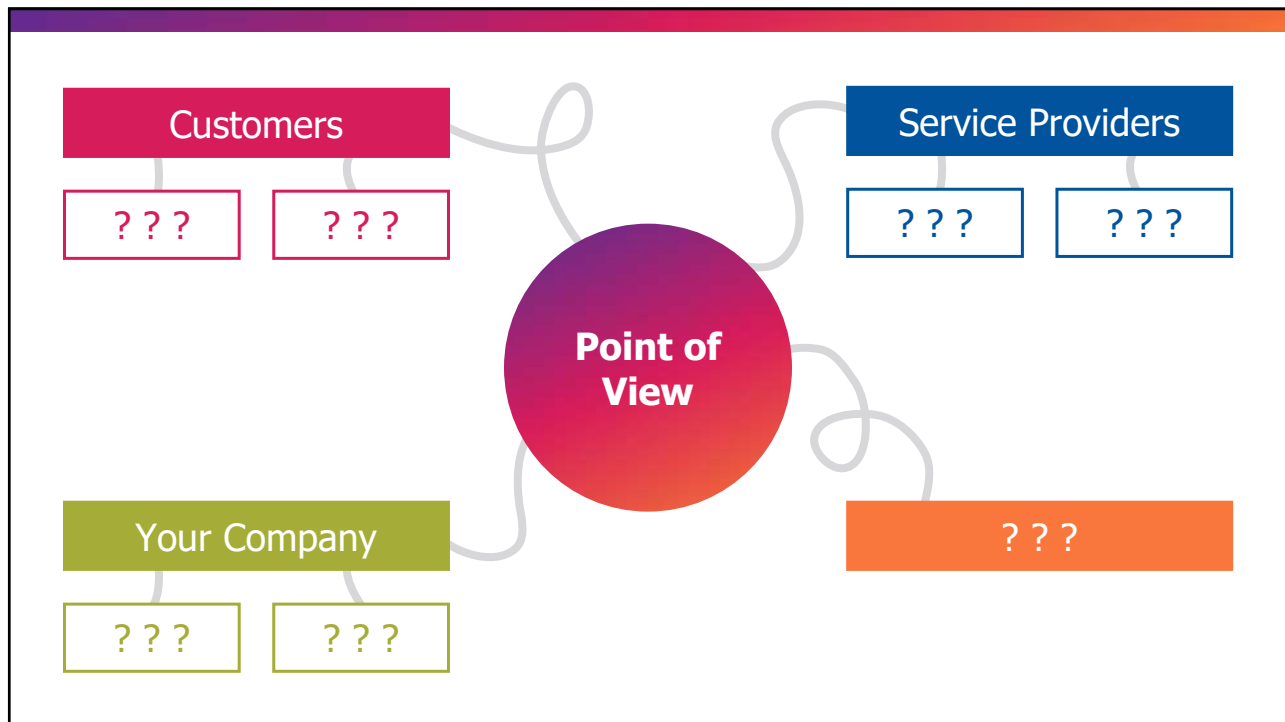 Customers
Service Providers
? ? ?
? ? ?
? ? ?
? ? ?
Point of
View
Your Company
? ? ?
? ? ?
? ? ?